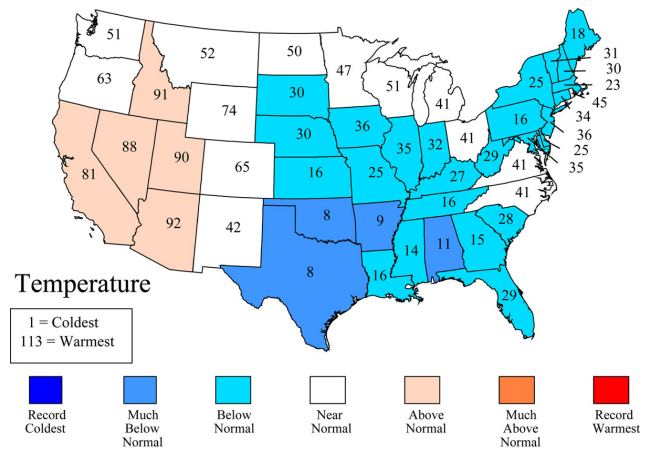 18
51
52
50
31
47
30
63
51
25
23
91
30
41
45
74
34
36
16
30
41
36
88
35
32
90
29
25
65
41
25
35
81
16
27
16
41
92
42
8
9
28
14
11
15
8
16
29
Temperature
1 = Coldest
113 = Warmest
Record
Coldest
Much
Below
Normal
Below
Normal
Near
Normal
Above
Normal
Much
Above
Normal
Record
Warmest